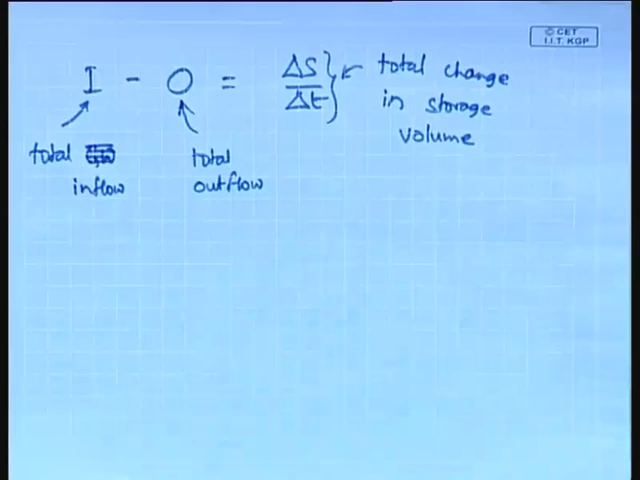 © CET
I.I.T. KGP
I - O = ΔS/Δt } total change
in storage
volume
total inflow
total outflow